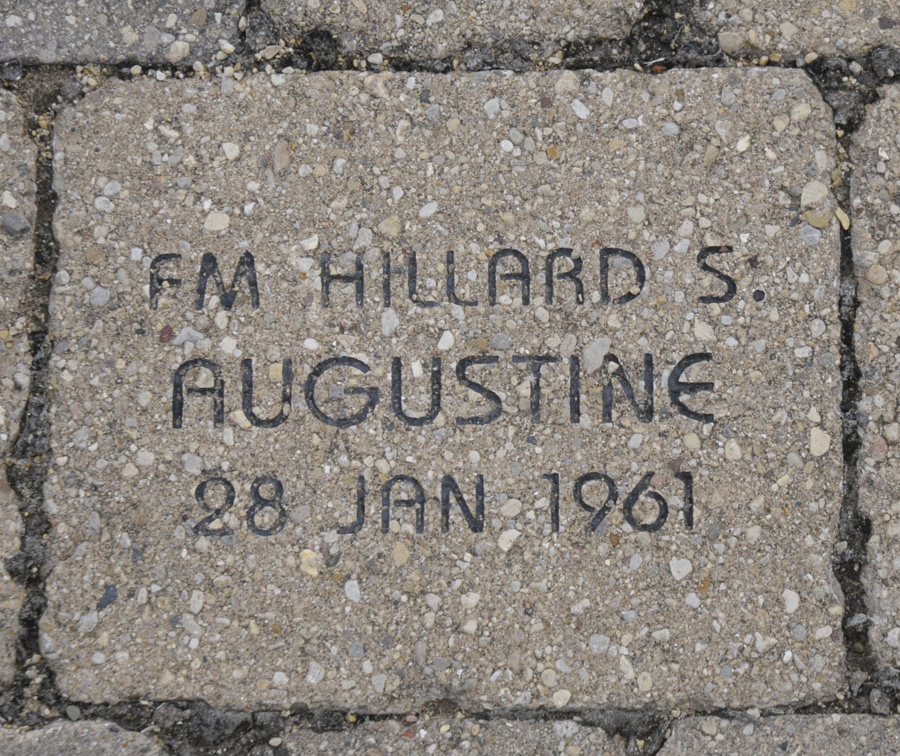 FM HILLARD S.
AUGUSTINE
28 JAN 1961